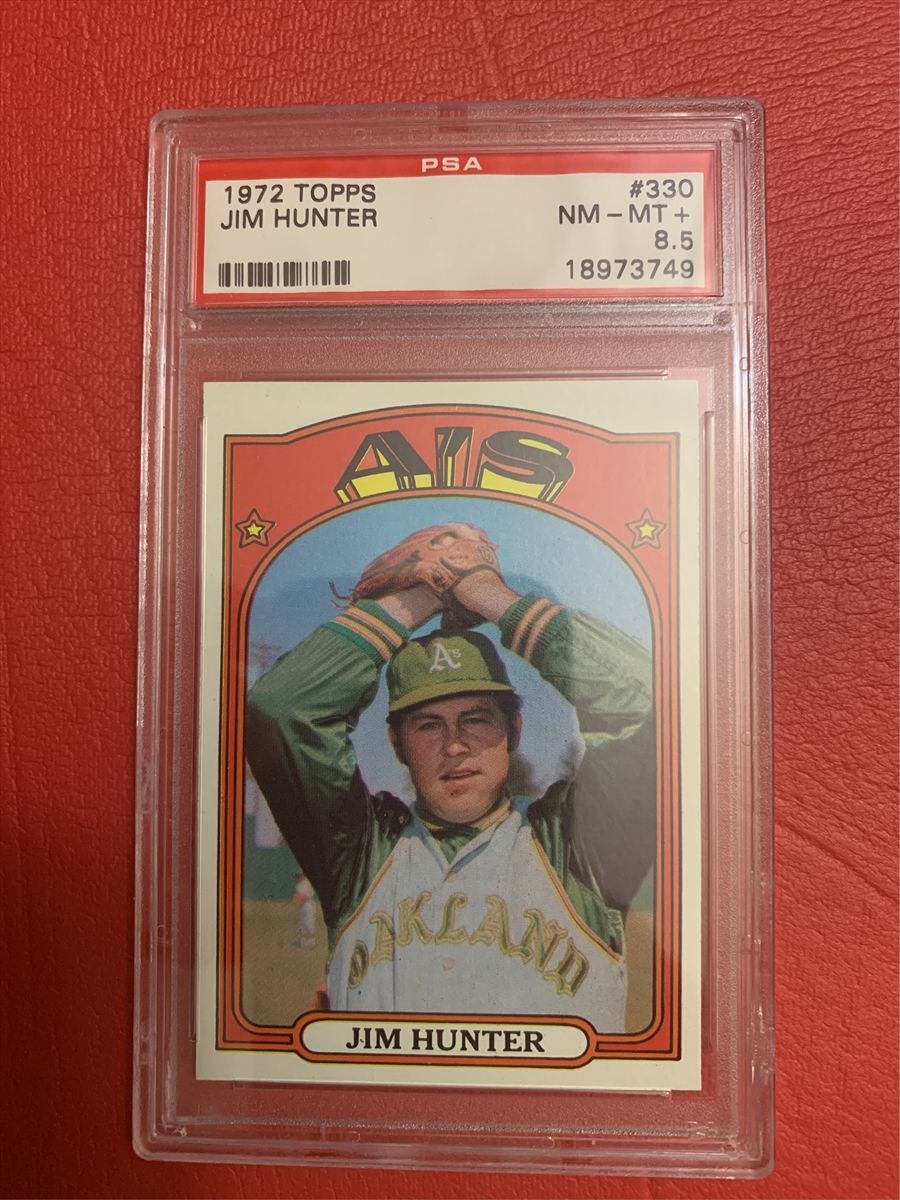 PSA
1972 TOPPS #330
JIM HUNTER NM - MT +
8.5
18973749
A'S
A's
OAKLAND
JIM HUNTER